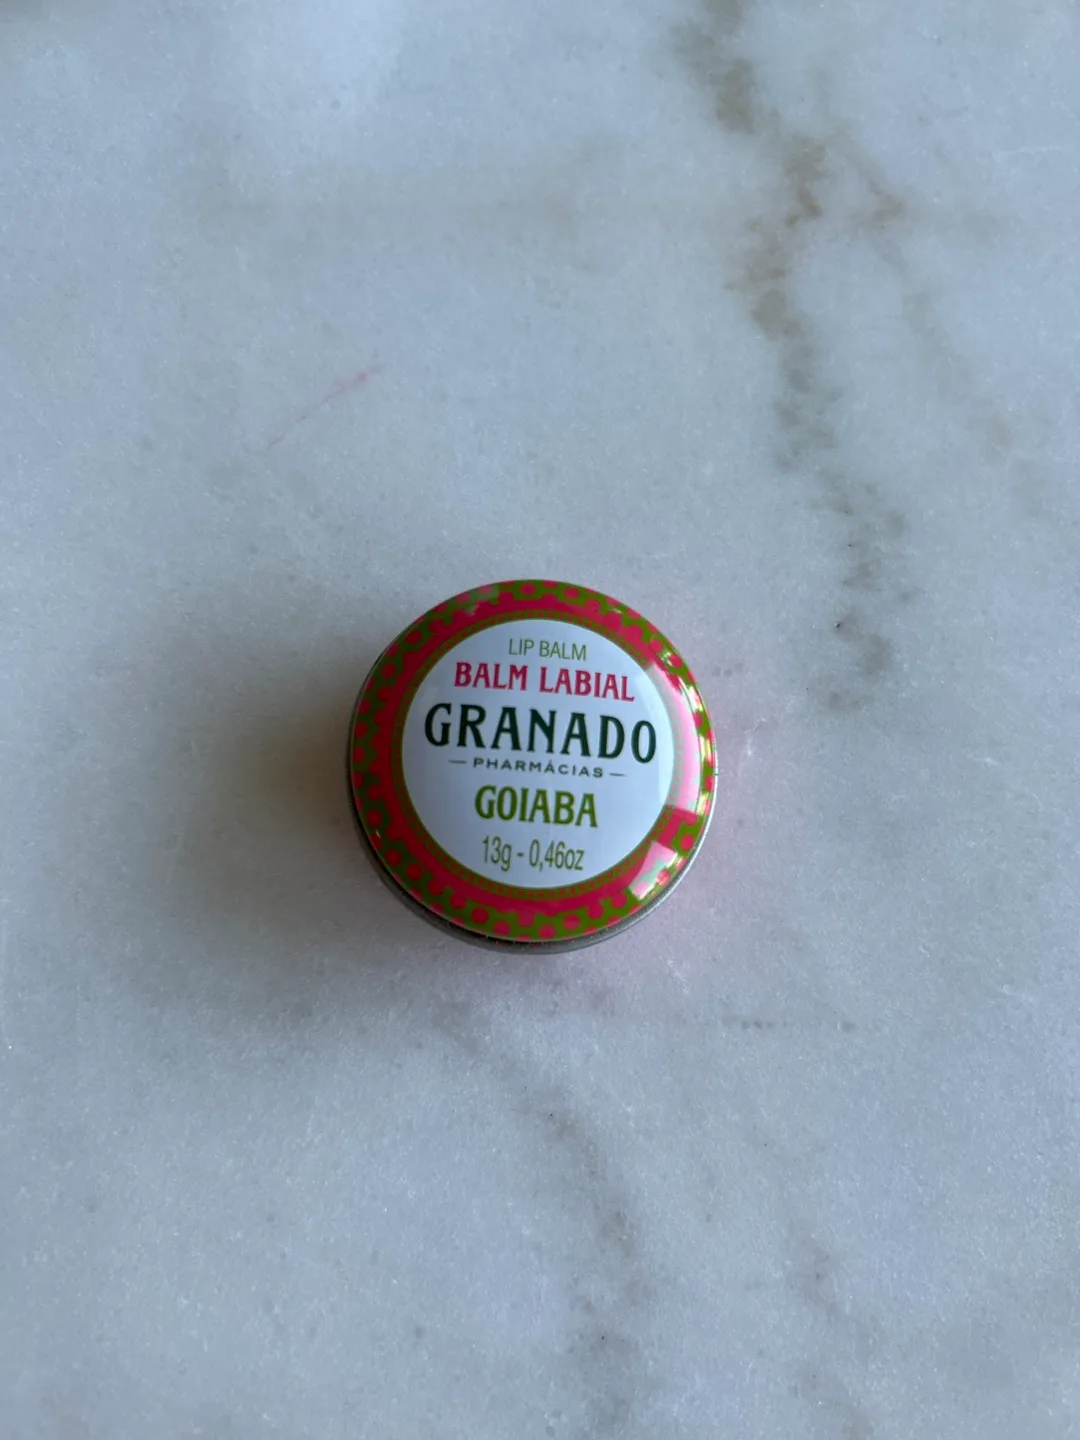 LIP BALM
BALM LABIAL
GRANADO
— PHARMÁCIAS —
GOIABA
13g - 0,46oz